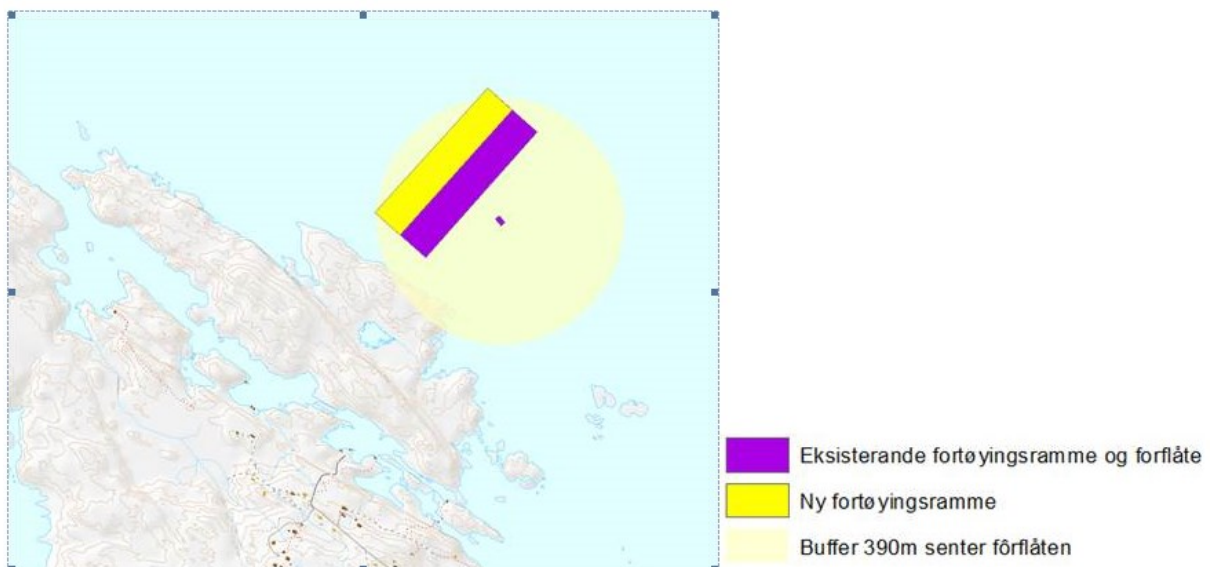 Eksisterande fortøyingsramme og forflåte
Ny fortøyingsramme
Buffer 390m senter fôrflåten